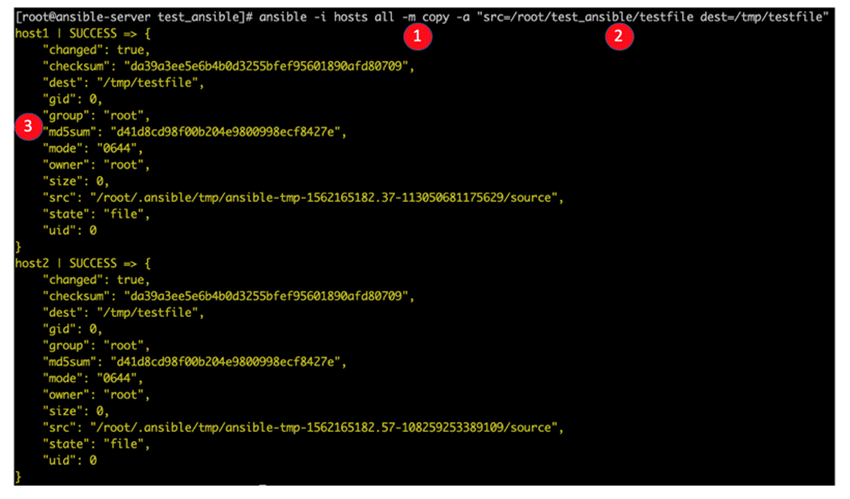 [root@ansible-server test_ansible]# ansible -i hosts all -m copy -a "src=/root/test_ansible/testfile dest=/tmp/testfile"
1
2
host1 | SUCCESS => {
"changed": true,
"checksum": "da39a3ee5e6b4b0d3255bfef95601890afd80709",
"dest": "/tmp/testfile",
"gid": 0,
"group": "root",
3
"md5sum": "d41d8cd98f00b204e9800998ecf8427e",
"mode": "0644",
"owner": "root",
"size": 0,
"src": "/root/.ansible/tmp/ansible-tmp-1562165182.37-113050681175629/source",
"state": "file",
"uid": 0
}
host2 | SUCCESS => {
"changed": true,
"checksum": "da39a3ee5e6b4b0d3255bfef95601890afd80709",
"dest": "/tmp/testfile",
"gid": 0,
"group": "root",
"md5sum": "d41d8cd98f00b204e9800998ecf8427e",
"mode": "0644",
"owner": "root",
"size": 0,
"src": "/root/.ansible/tmp/ansible-tmp-1562165182.57-108259253389109/source",
"state": "file",
"uid": 0
}